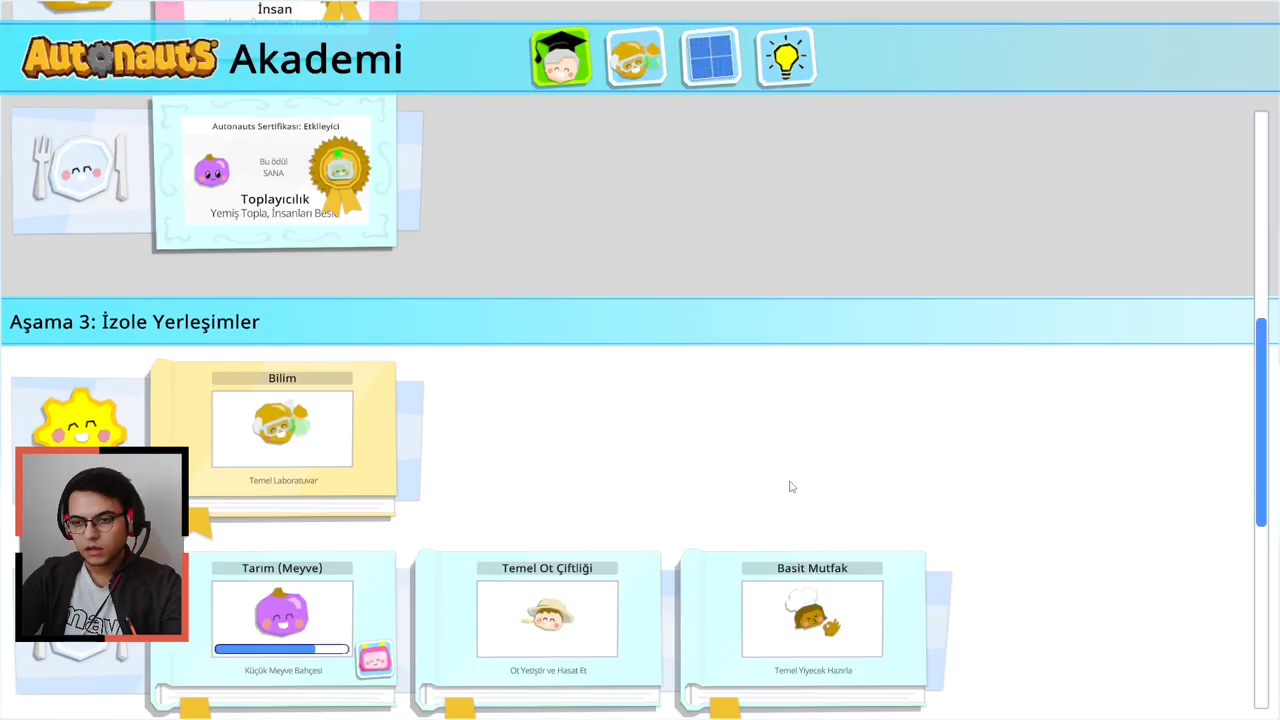 İnsan
Autonauts Akademi
Autonauts Sertifikası: Etkileyici
Bu ödül
SANA
Toplayıcılık
Yemiş Topla, İnsanları Besle
Aşama 3: İzole Yerleşimler
Bilim
Temel Laboratuvar
Tarım (Meyve)
Temel Ot Çiftliği
Basit Mutfak
Küçük Meyve Bahçesi
Ot Yetiştir ve Hasat Et
Temel Yiyecek Hazırla